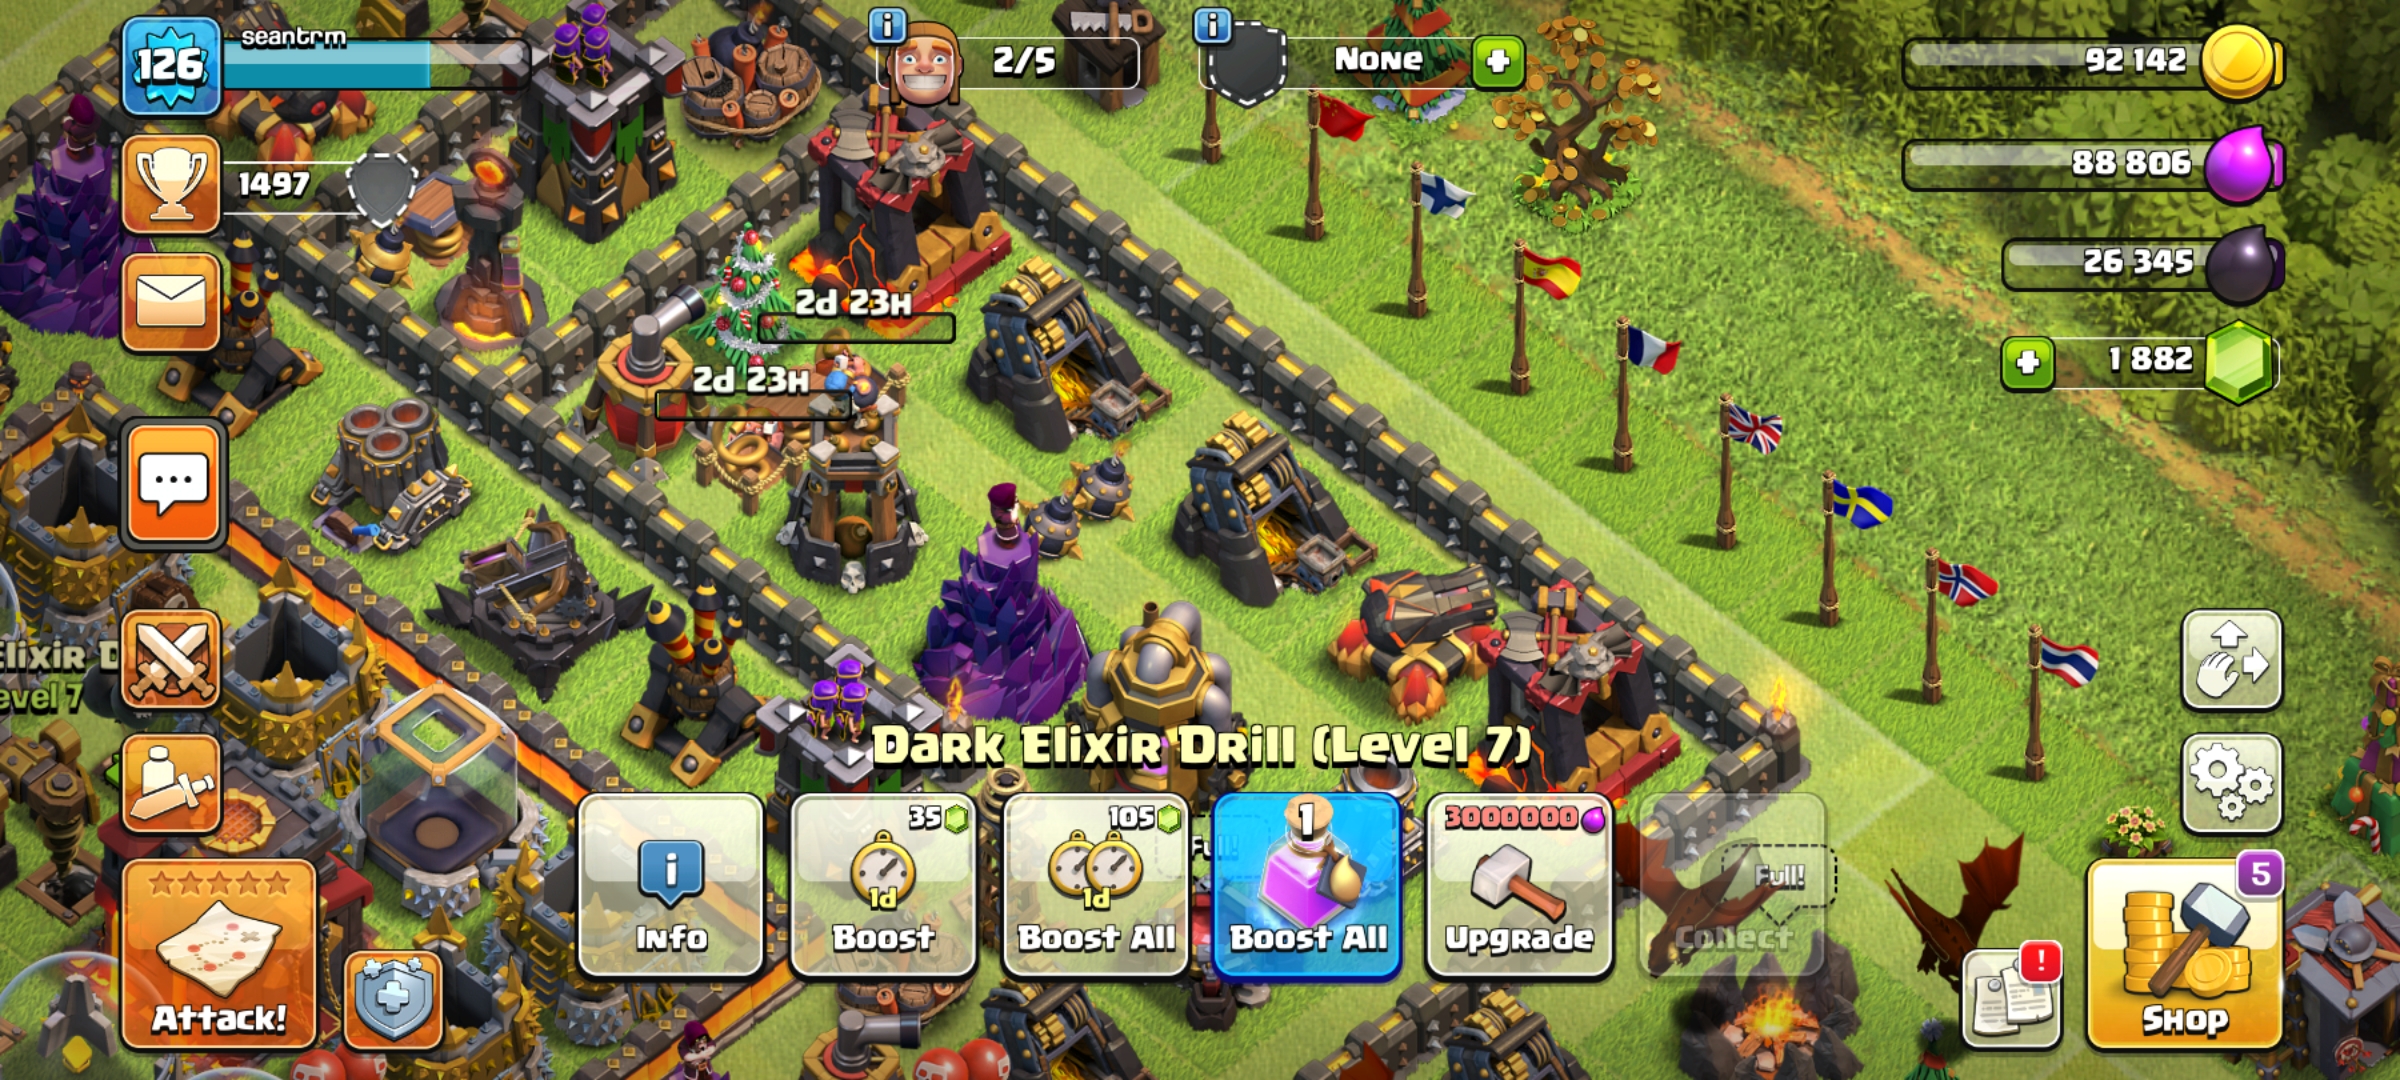 126
seantrm
2/5
None
92 142
1497
88 806
26 345
1 882
2d 23h
2d 23h
Elixir D
evel 7
Dark Elixir Drill (Level 7)
Info
35
1d
Boost
105
1d
Boost All
1
Boost All
3000000
Upgrade
Full!
Collect
Attack!
5
!
Shop